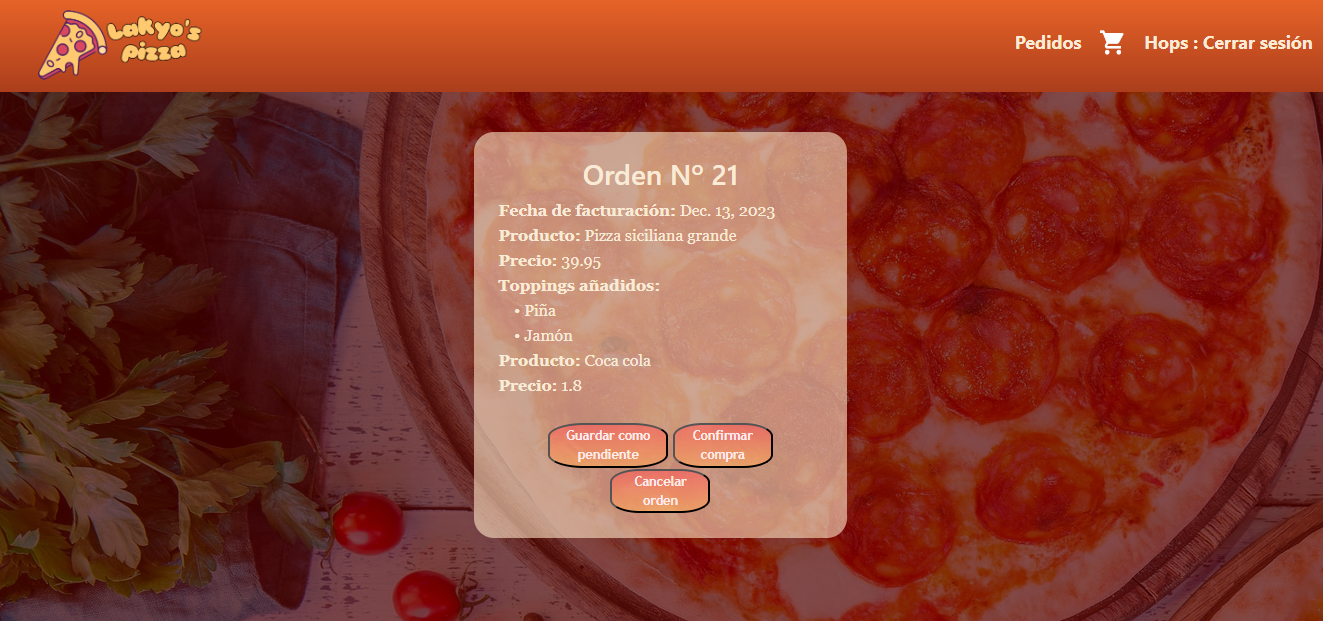 Lakyo's
pizza
Pedidos
Hops : Cerrar sesión
Orden Nº 21
Fecha de facturación: Dec. 13, 2023
Producto: Pizza siciliana grande
Precio: 39.95
Toppings añadidos:
• Piña
• Jamón
Producto: Coca cola
Precio: 1.8
Guardar como
pendiente
Confirmar
compra
Cancelar
orden